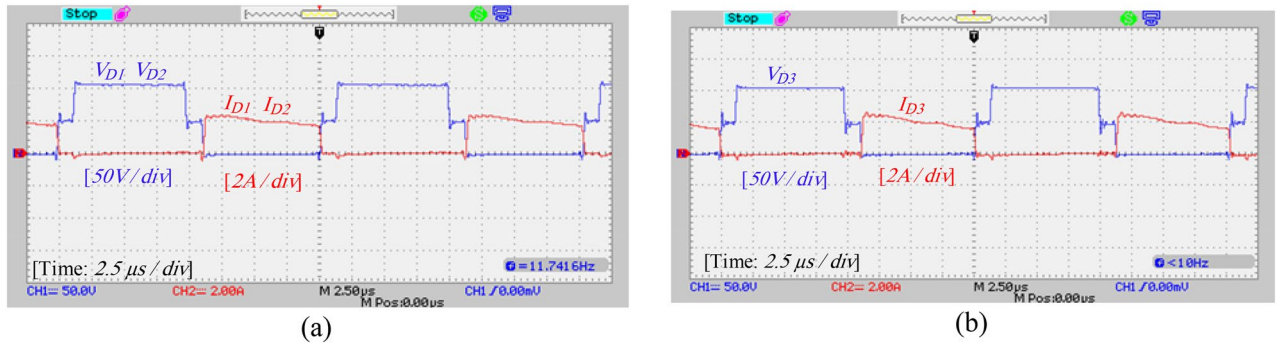 Stop
T
V_D1 V_D2
I_D1 I_D2
[50V/div]
[2A/div]
[Time: 2.5 μs / div]
=11.7416Hz
CH1= 50.0V CH2= 2.00A M 2.50μs CH1 /0.00mV
M Pos:0.00μs
(a)
Stop
T
V_D3
I_D3
[50V/div]
[2A/div]
[Time: 2.5 μs / div]
<10Hz
CH1= 50.0V CH2= 2.00A M 2.50μs CH1 /0.00mV
M Pos:0.00μs
(b)